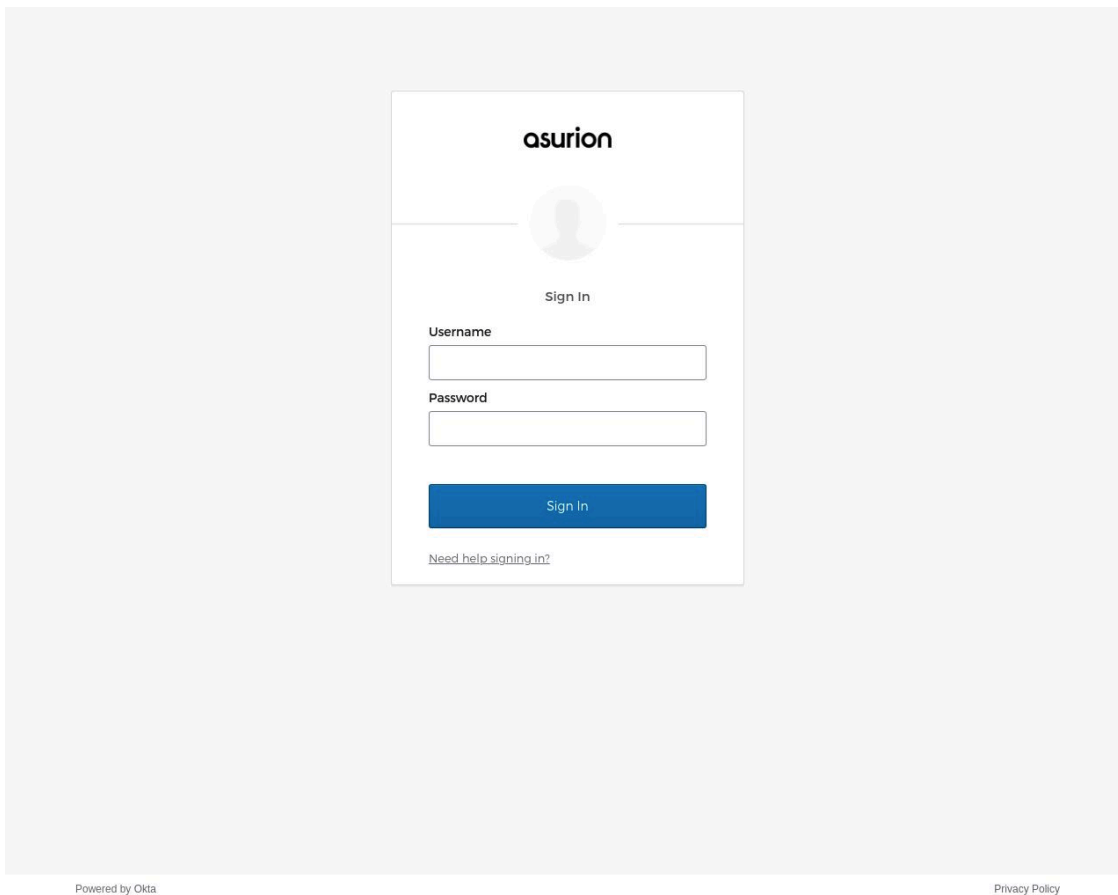 asurion
Sign In
Username
Password
Sign In
Need help signing in?
Powered by Okta
Privacy Policy